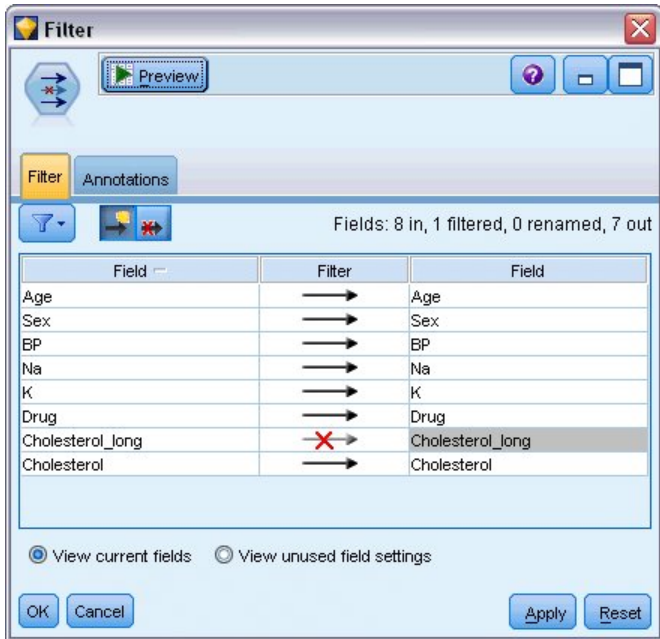 Filter
Preview
Filter Annotations
Fields: 8 in, 1 filtered, 0 renamed, 7 out
Field Filter Field
Age Age
Sex Sex
BP BP
Na Na
K K
Drug Drug
Cholesterol_long Cholesterol_long
Cholesterol Cholesterol
View current fields View unused field settings
OK Cancel Apply Reset